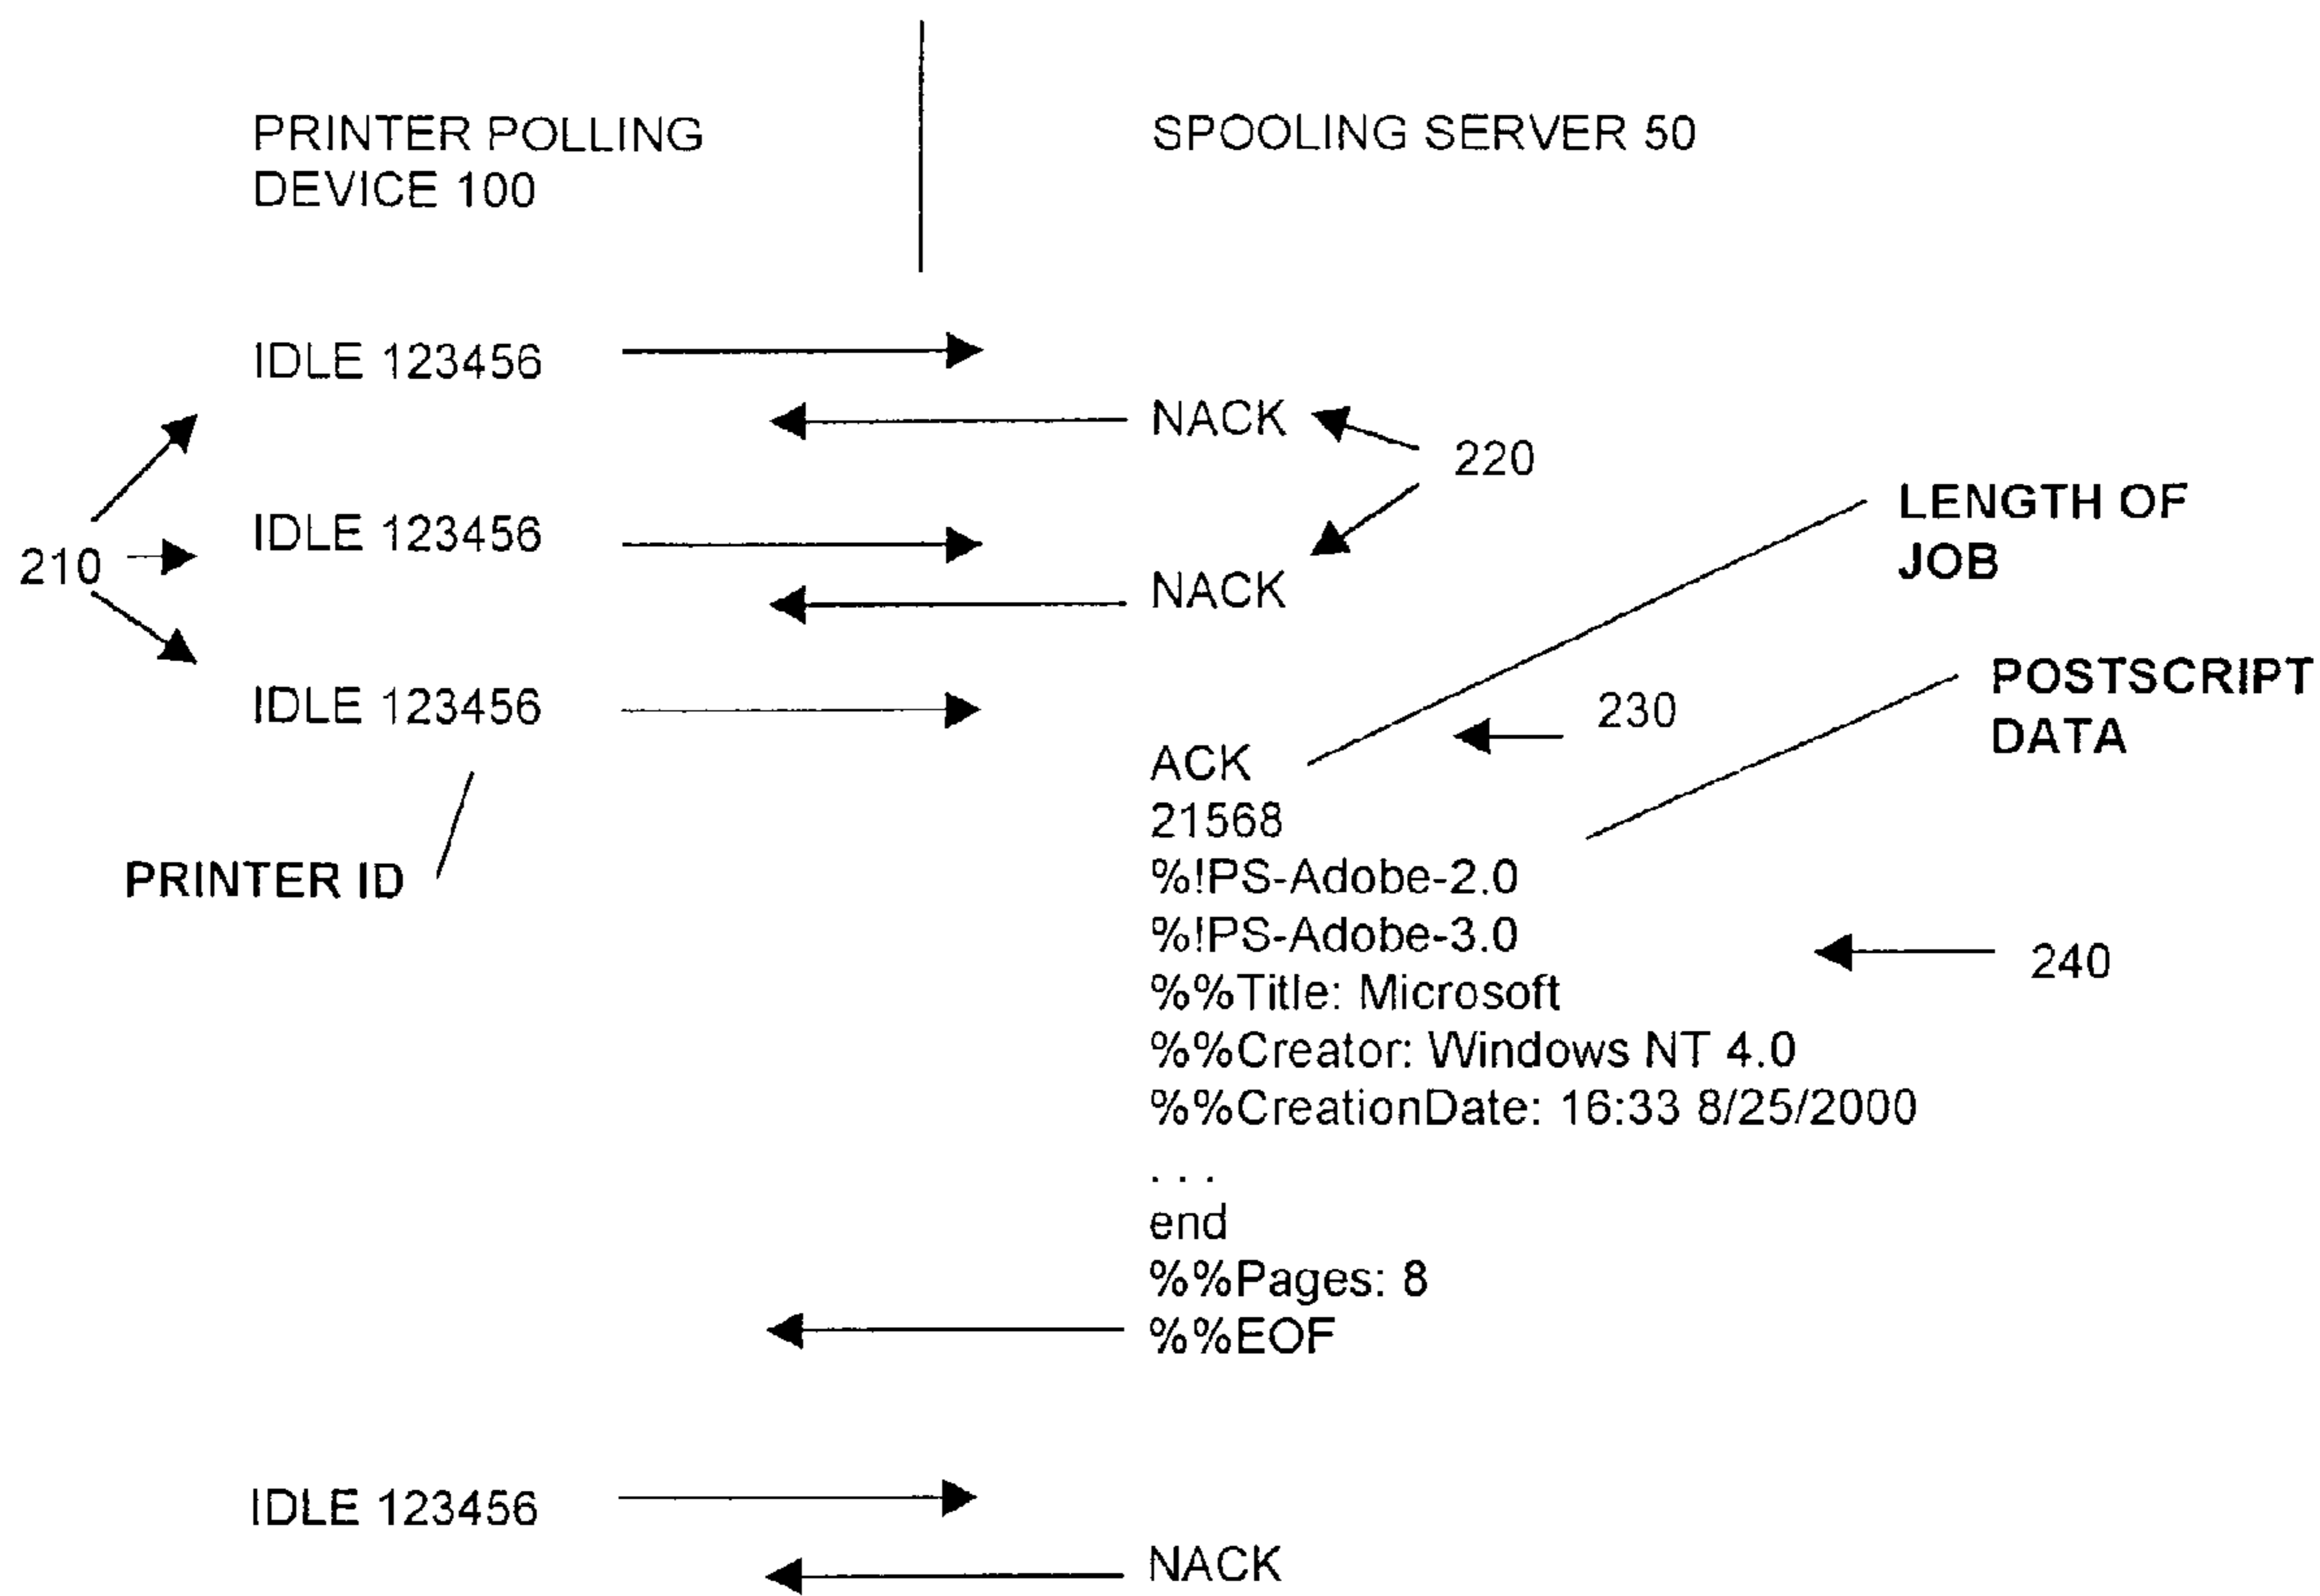 PRINTER POLLING
DEVICE 100
SPOOLING SERVER 50
IDLE 123456
NACK
220
IDLE 123456
LENGTH OF
JOB
210
NACK
IDLE 123456
230
POSTSCRIPT
DATA
ACK
21568
PRINTER ID
%!PS-Adobe-2.0
%!PS-Adobe-3.0
240
%%Title: Microsoft
%%Creator: Windows NT 4.0
%%CreationDate: 16:33 8/25/2000
. . .
end
%%Pages: 8
%%EOF
IDLE 123456
NACK